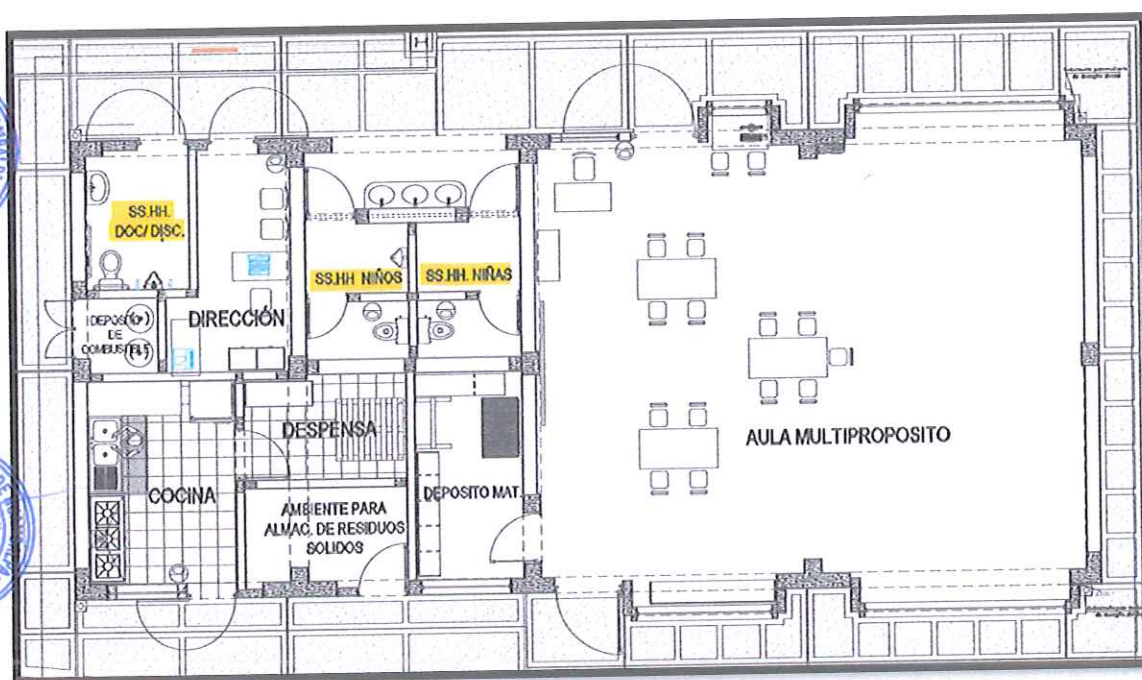 SS.HH.
DOC/ DISC.
SS.HH NIÑOS
SS.HH. NIÑAS
DEPOSITO
DE
COMBUSTIBLE
DIRECCIÓN
DESPENSA
AULA MULTIPROPOSITO
COCINA
DEPOSITO MAT.
AMBIENTE PARA
ALMAC. DE RESIDUOS
SOLIDOS